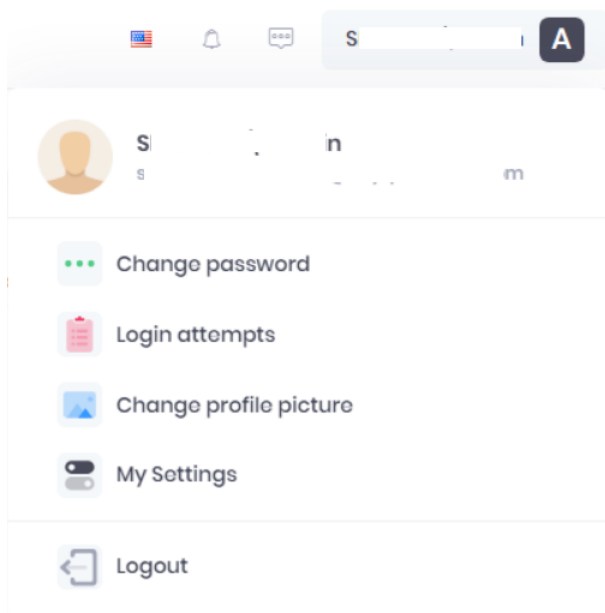 A
Change password
Login attempts
Change profile picture
My Settings
Logout